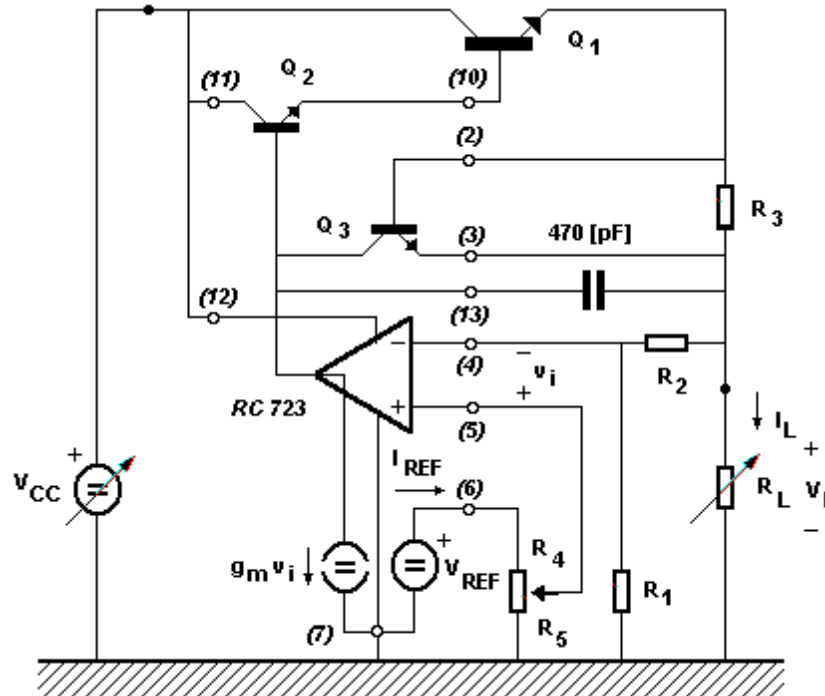 Q 1
Q 2
(11)
(10)
(2)
R 3
Q 3
(3)
470 [pF]
(12)
(13)
−
(4)
− v i +
R 2
RC 723
+
(5)
I L
I REF
+
V CC
(6)
R L
+
V
−
R 4
g m v i
+
V REF
R 5
R 1
(7)